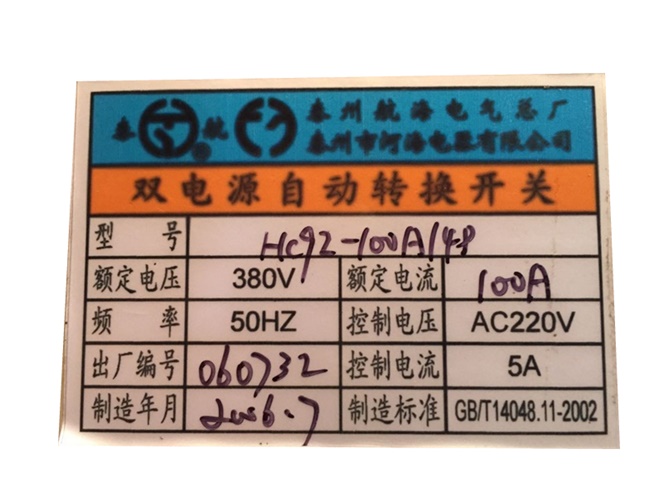 泰 航
泰州航海电气总厂
泰州市河海电器有限公司
双电源自动转换开关
型号 HC92-100A/4P
额定电压 380V 额定电流 100A
频率 50HZ 控制电压 AC220V
出厂编号 060732 控制电流 5A
制造年月 2006.7 制造标准 GB/T14048.11-2002